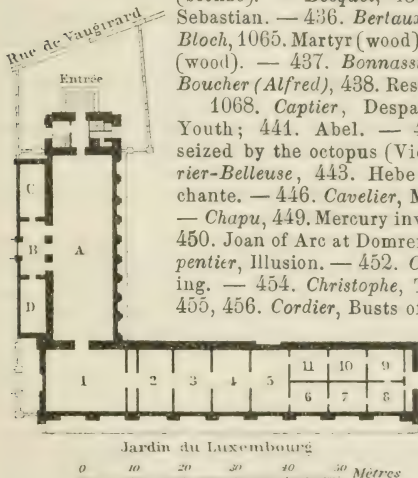 Sebastian. — 436. Bertaux
Rue de Vaugirard
Bloch, 1065. Martyr (wood)
(wood). — 437. Bonnass
Entrée
Boucher (Alfred), 438. Res
1068. Captier, Despa
Youth; 441. Abel. —
seized by the octopus (Vi
rier-Belleuse, 443. Hebe
chante. — 446. Cavelier, M
— Chapu, 449. Mercury inv
450. Joan of Arc at Domre
pentier, Illusion. — 452. C
ing. — 454. Christophe, T
455, 456. Cordier, Busts o
C
B
A
D
1 2 3 4 5 11 10 9
6 7 8
Jardin du Luxembourg
0 10 20 30 40 50 Mètres